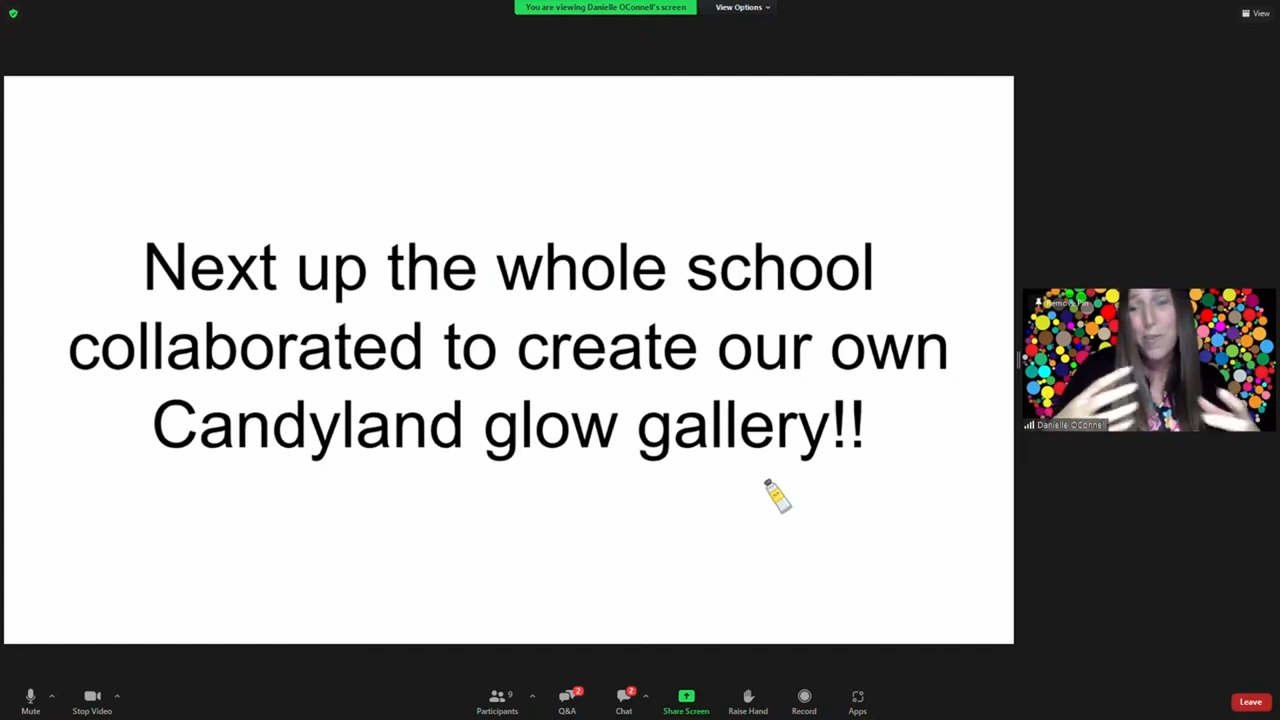 You are viewing Danielle OConnell's screen
View Options
View
Next up the whole school
collaborated to create our own
Candyland glow gallery!!
Remove Pin
Danielle OConnell
Mute
Stop Video
9
Participants
2
Q&A
2
Chat
Share Screen
Raise Hand
Record
Apps
Leave